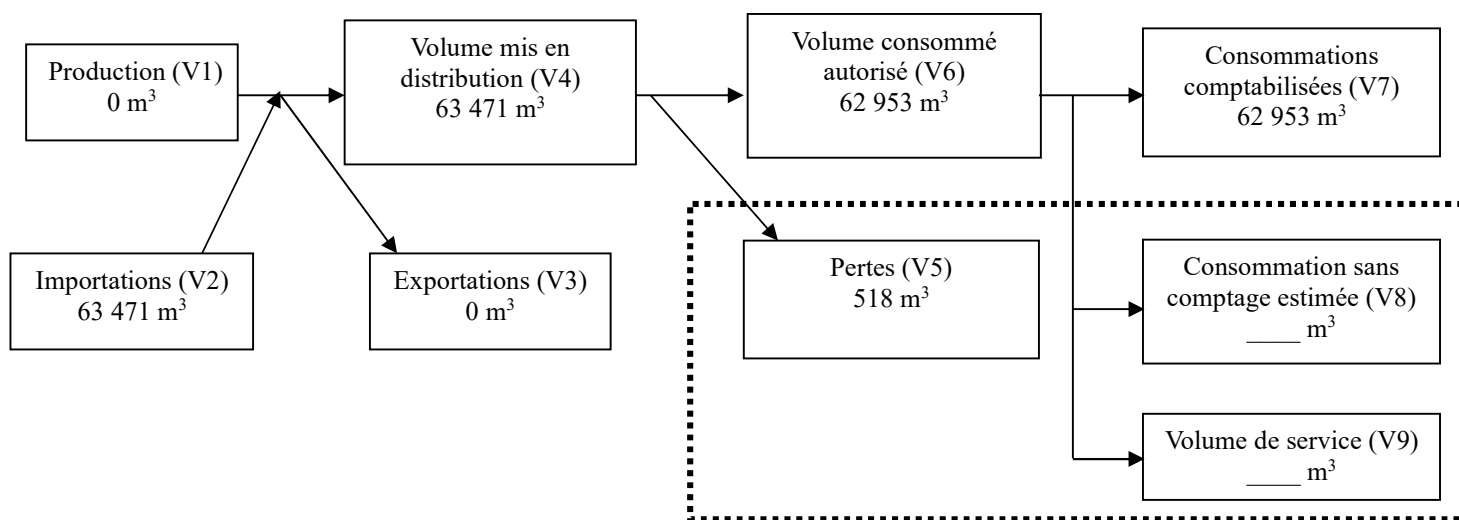 Production (V1)
0 m³
Volume mis en
distribution (V4)
63 471 m³
Volume consommé
autorisé (V6)
62 953 m³
Consommations
comptabilisées (V7)
62 953 m³
Importations (V2)
63 471 m³
Exportations (V3)
0 m³
Pertes (V5)
518 m³
Consommation sans
comptage estimée (V8)
____ m³
Volume de service (V9)
____ m³